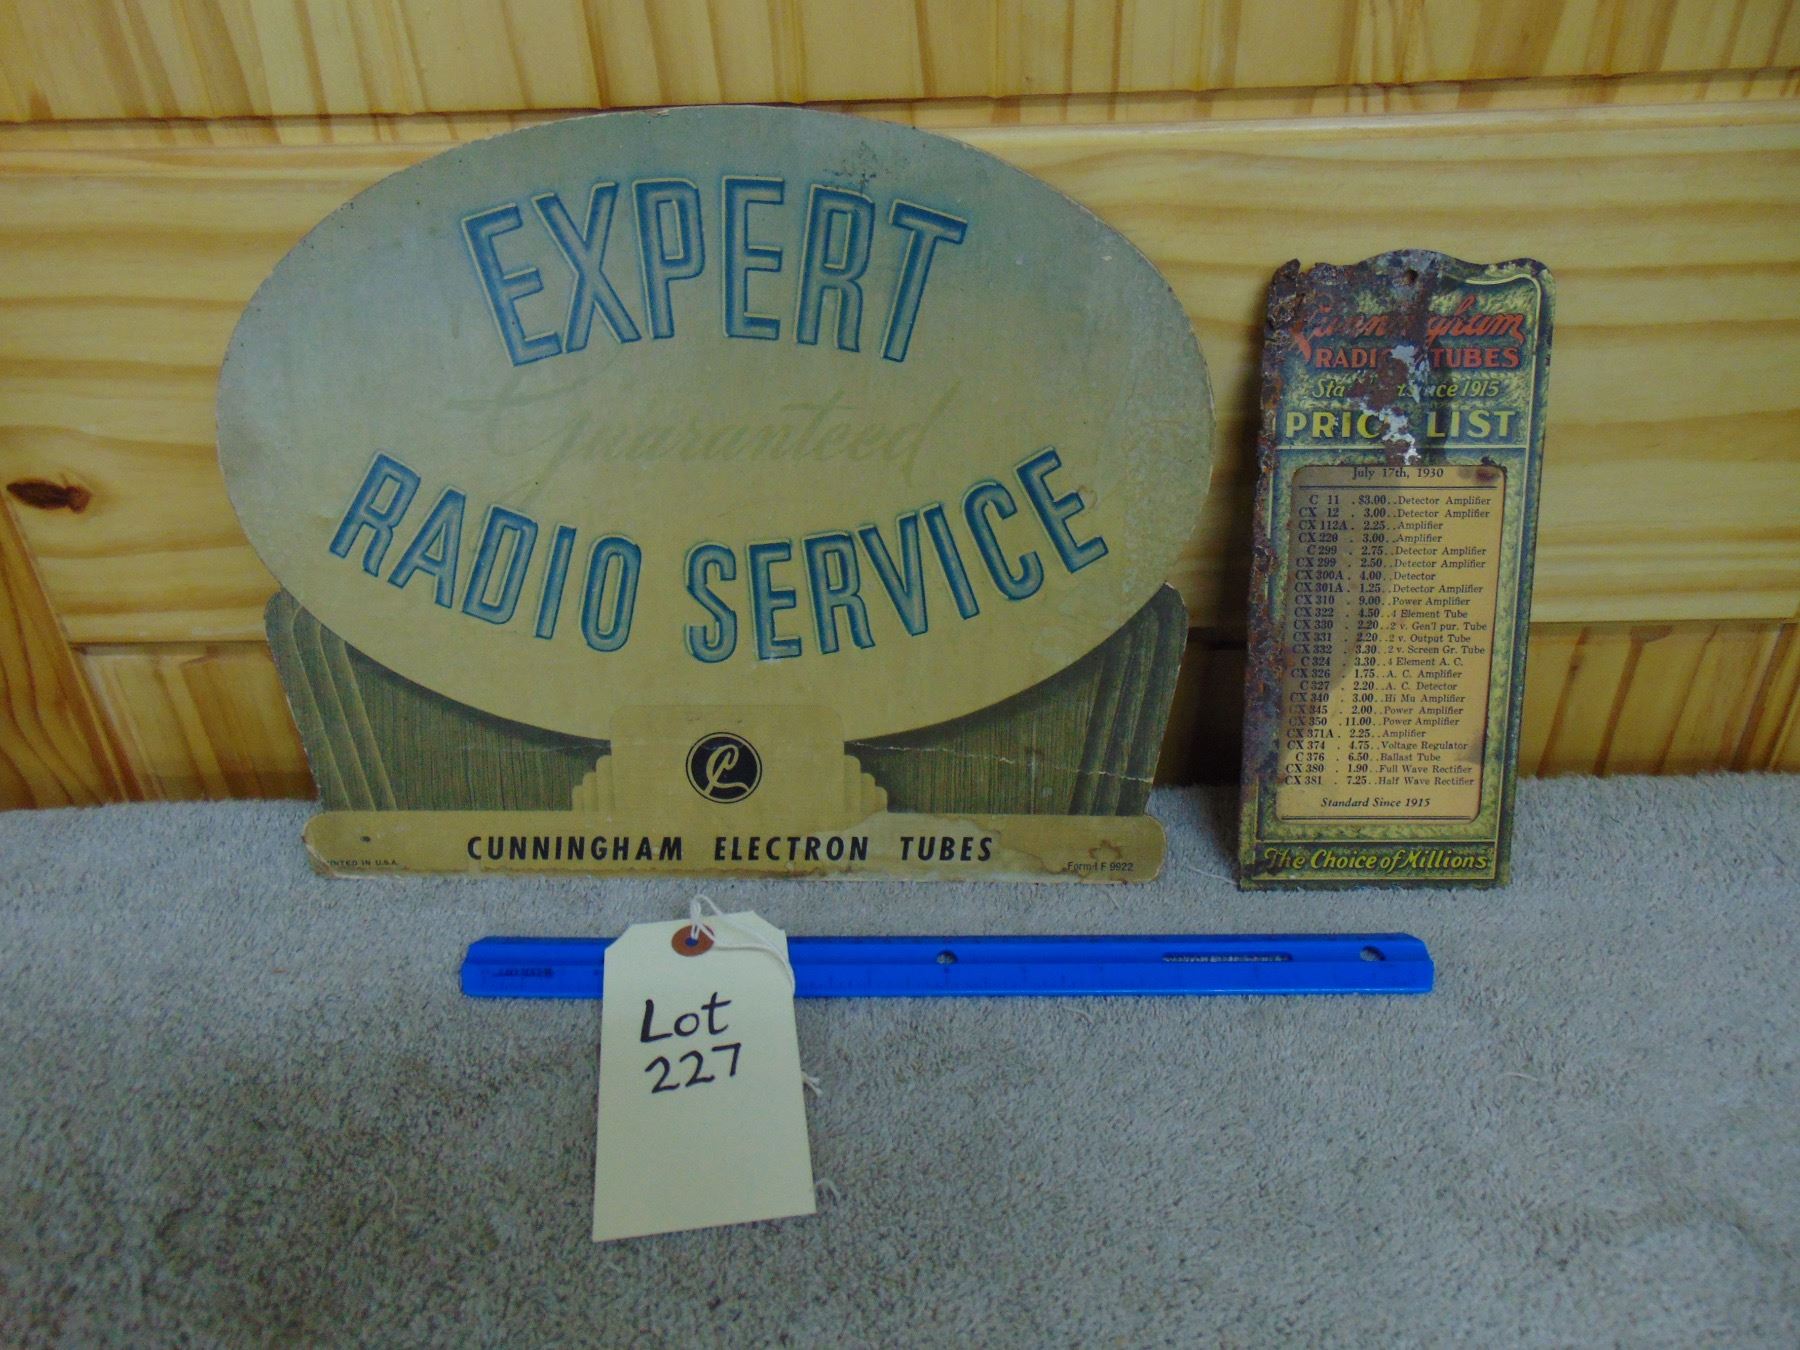 EXPERT
Guaranteed
RADIO SERVICE
CUNNINGHAM ELECTRON TUBES
Form LF 9922
Cunningham
RADIO TUBES
Standard Since 1915
PRICE LIST
July 17th, 1930
C 11 . $3.00 . . Detector Amplifier
CX 12 . 3.00 . . Detector Amplifier
CX 112A . 2.25 . . Amplifier
CX 220 . 3.00 . . Amplifier
C 299 . 2.75 . . Detector Amplifier
CX 299 . 2.50 . . Detector Amplifier
CX 300A . 4.00 . . Detector
CX 301A . 1.25 . . Detector Amplifier
CX 310 . 9.00 . . Power Amplifier
CX 322 . 4.50 . . 4 Element Tube
CX 330 . 2.20 . . 2 v. Gen'l pur. Tube
CX 331 . 2.20 . . 2 v. Output Tube
CX 332 . 3.30 . . 2 v. Screen Gr. Tube
C 324 . 3.30 . . 4 Element A. C.
CX 326 . 1.75 . . A. C. Amplifier
C 327 . 2.20 . . A. C. Detector
CX 340 . 3.00 . . Hi Mu Amplifier
CX 345 . 2.00 . . Power Amplifier
CX 350 . 11.00 . . Power Amplifier
CX 371A . 2.25 . . Amplifier
CX 374 . 4.75 . . Voltage Regulator
C 376 . 6.50 . . Ballast Tube
CX 380 . 1.90 . . Full Wave Rectifier
CX 381 . 7.25 . . Half Wave Rectifier
Standard Since 1915
The Choice of Millions
Lot
227